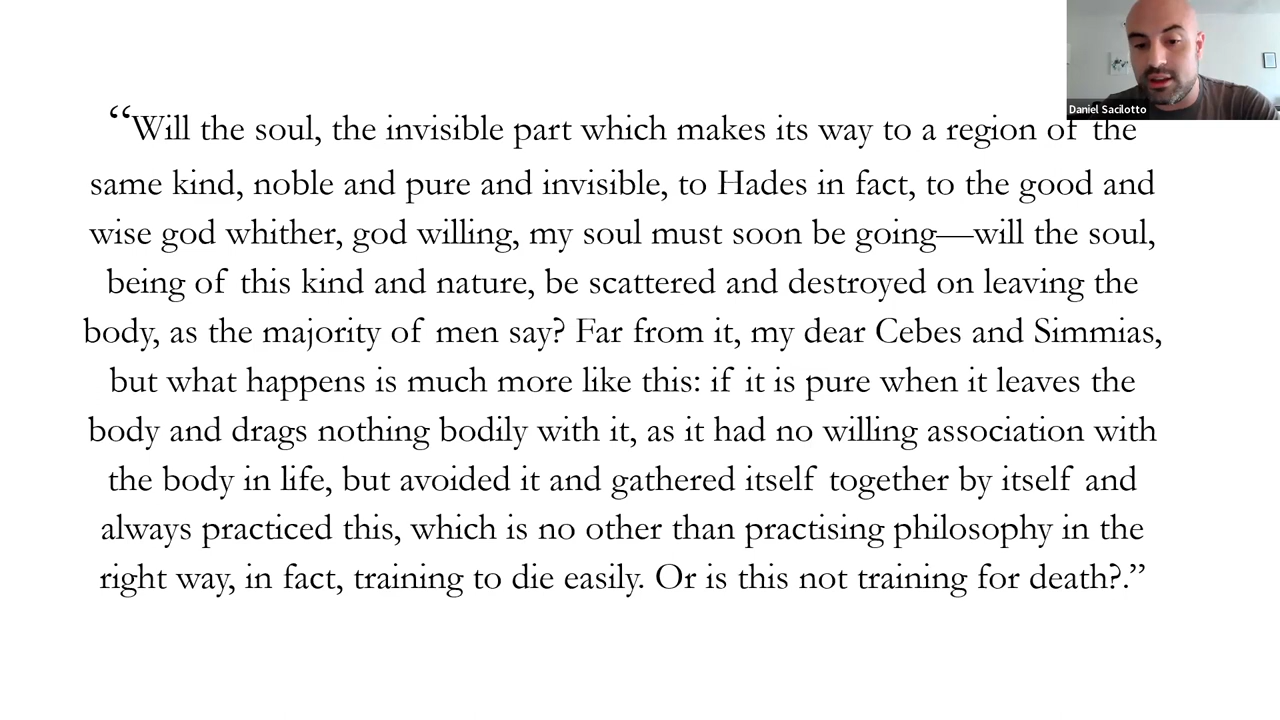 Daniel Sacilotto
“Will the soul, the invisible part which makes its way to a region of the
same kind, noble and pure and invisible, to Hades in fact, to the good and
wise god whither, god willing, my soul must soon be going—will the soul,
being of this kind and nature, be scattered and destroyed on leaving the
body, as the majority of men say? Far from it, my dear Cebes and Simmias,
but what happens is much more like this: if it is pure when it leaves the
body and drags nothing bodily with it, as it had no willing association with
the body in life, but avoided it and gathered itself together by itself and
always practiced this, which is no other than practising philosophy in the
right way, in fact, training to die easily. Or is this not training for death?.”